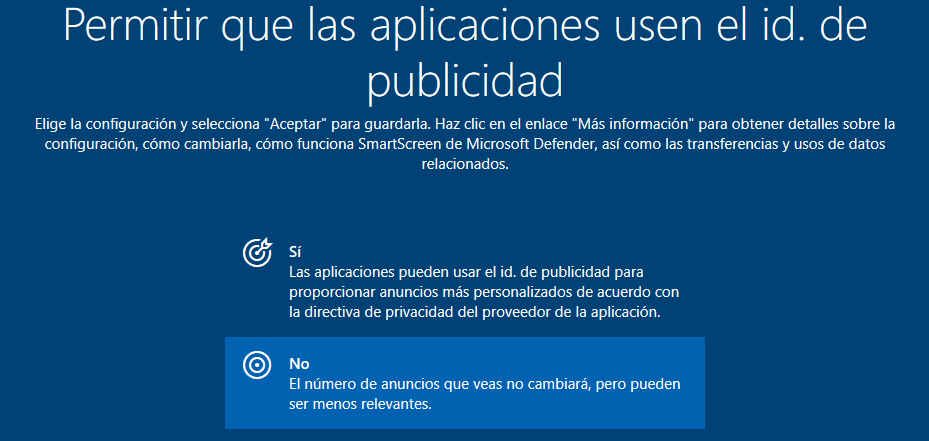 Permitir que las aplicaciones usen el id. de
publicidad
Elige la configuración y selecciona "Aceptar" para guardarla. Haz clic en el enlace "Más información" para obtener detalles sobre la
configuración, cómo cambiarla, cómo funciona SmartScreen de Microsoft Defender, así como las transferencias y usos de datos
relacionados.
Sí
Las aplicaciones pueden usar el id. de publicidad para
proporcionar anuncios más personalizados de acuerdo con
la directiva de privacidad del proveedor de la aplicación.
No
El número de anuncios que veas no cambiará, pero pueden
ser menos relevantes.